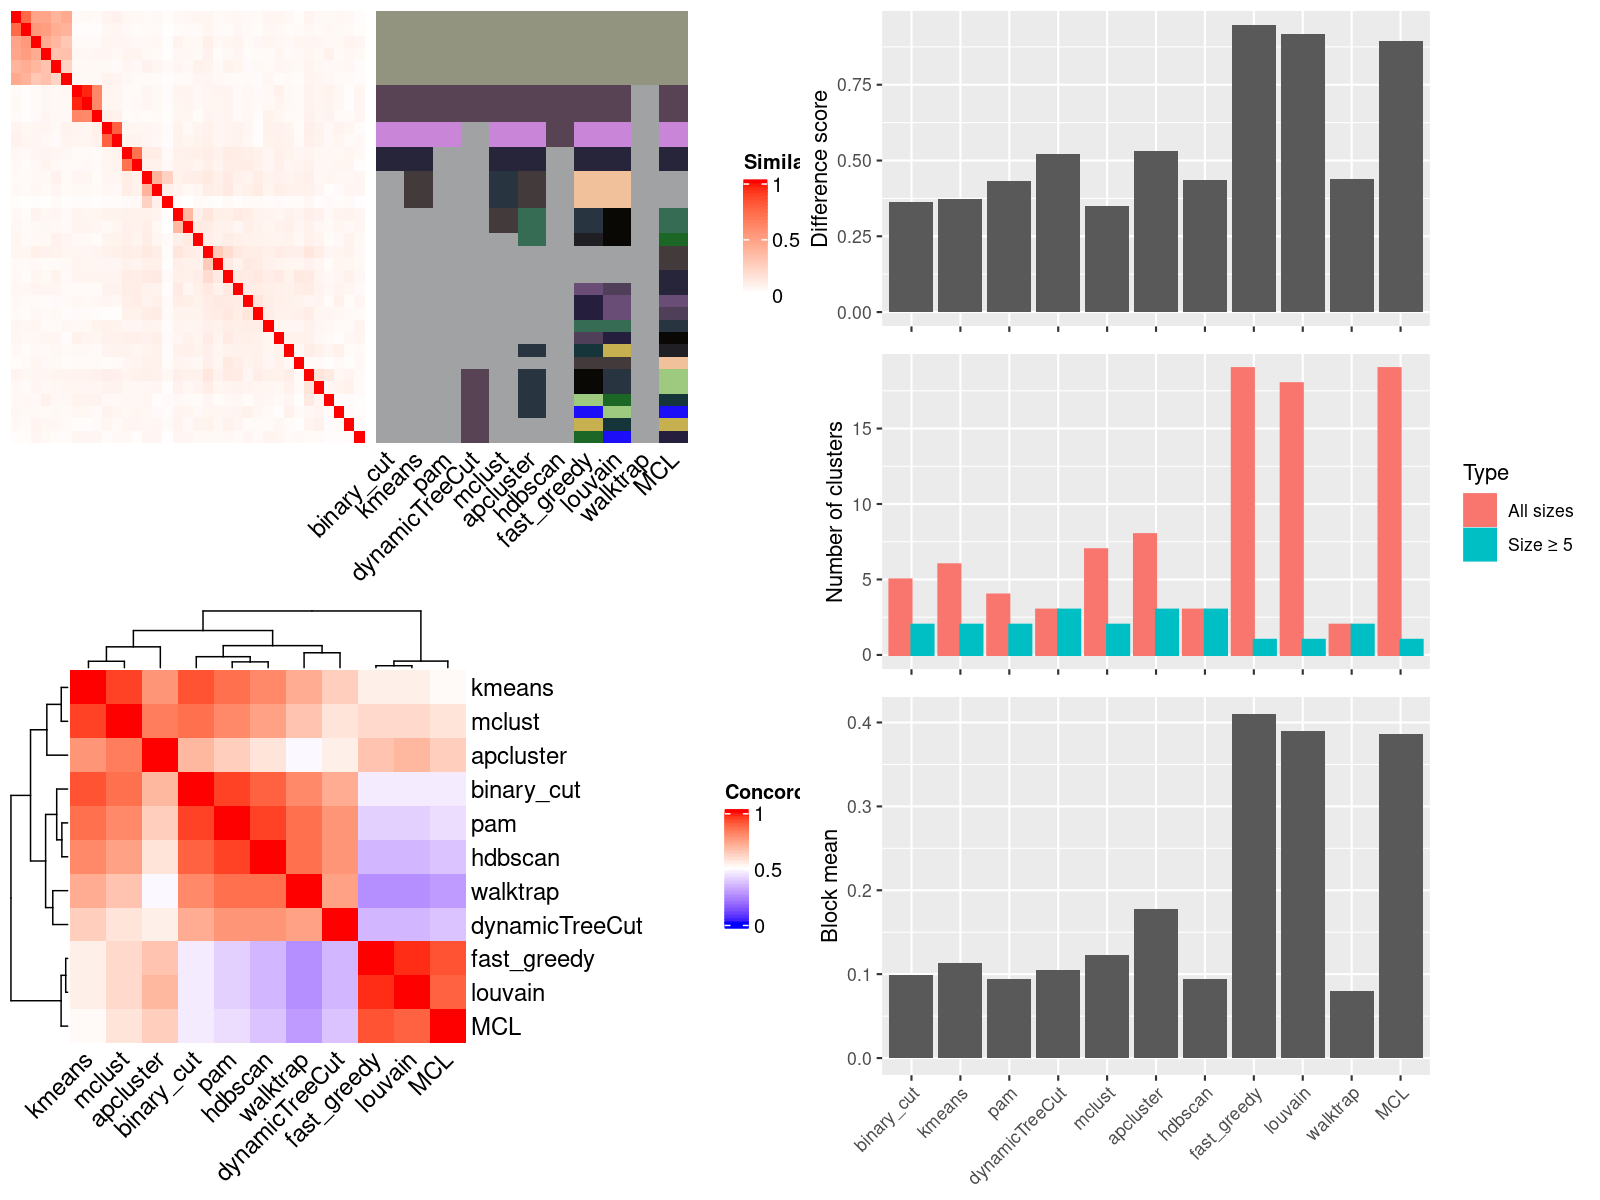 Simila
1
0.5
0
binary_cut
kmeans
pam
dynamicTreeCut
mclust
apcluster
hdbscan
fast_greedy
louvain
walktrap
MCL
kmeans
mclust
apcluster
binary_cut
pam
hdbscan
walktrap
dynamicTreeCut
fast_greedy
louvain
MCL
kmeans
mclust
apcluster
binary_cut
pam
hdbscan
walktrap
dynamicTreeCut
fast_greedy
louvain
MCL
Concord
1
0.5
0
Difference score
0.75
0.50
0.25
0.00
Number of clusters
15
10
5
0
Type
All sizes
Size ≥ 5
Block mean
0.4
0.3
0.2
0.1
0.0
binary_cut
kmeans
pam
dynamicTreeCut
mclust
apcluster
hdbscan
fast_greedy
louvain
walktrap
MCL